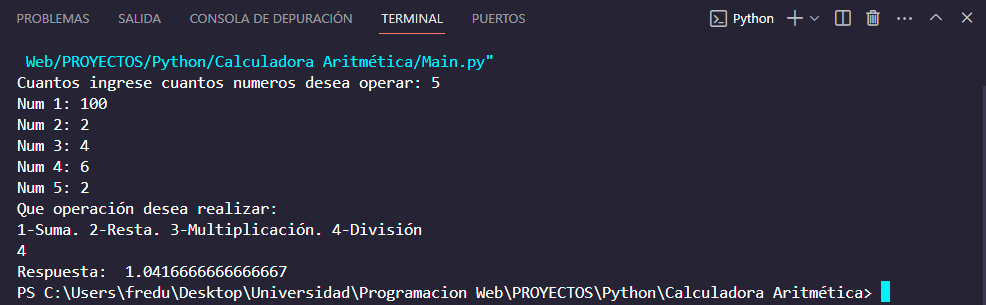 PROBLEMAS SALIDA CONSOLA DE DEPURACIÓN TERMINAL PUERTOS Python
Web/PROYECTOS/Python/Calculadora Aritmética/Main.py"
Cuantos ingrese cuantos numeros desea operar: 5
Num 1: 100
Num 2: 2
Num 3: 4
Num 4: 6
Num 5: 2
Que operación desea realizar:
1-Suma. 2-Resta. 3-Multiplicación. 4-División
4
Respuesta:  1.0416666666666667
PS C:\Users\fredu\Desktop\Universidad\Programacion Web\PROYECTOS\Python\Calculadora Aritmética>